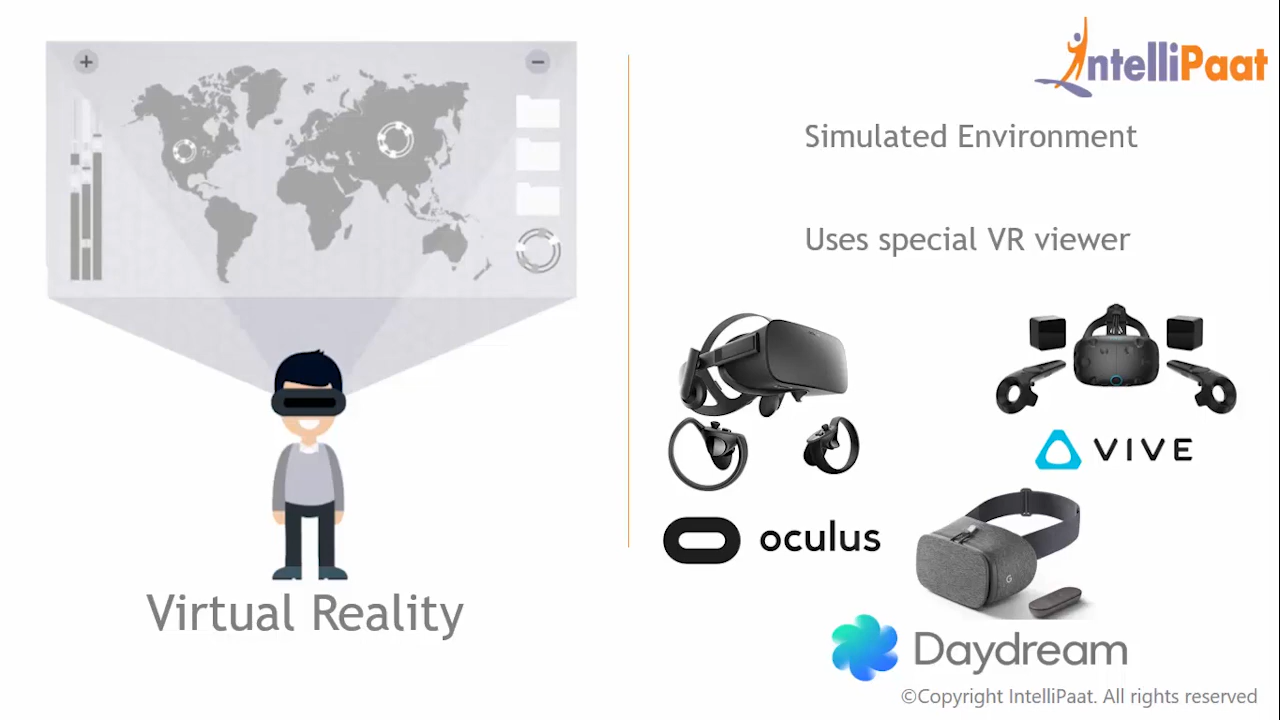 IntelliPaat
Simulated Environment
Uses special VR viewer
VIVE
oculus
G
Daydream
Virtual Reality
©Copyright IntelliPaat. All rights reserved